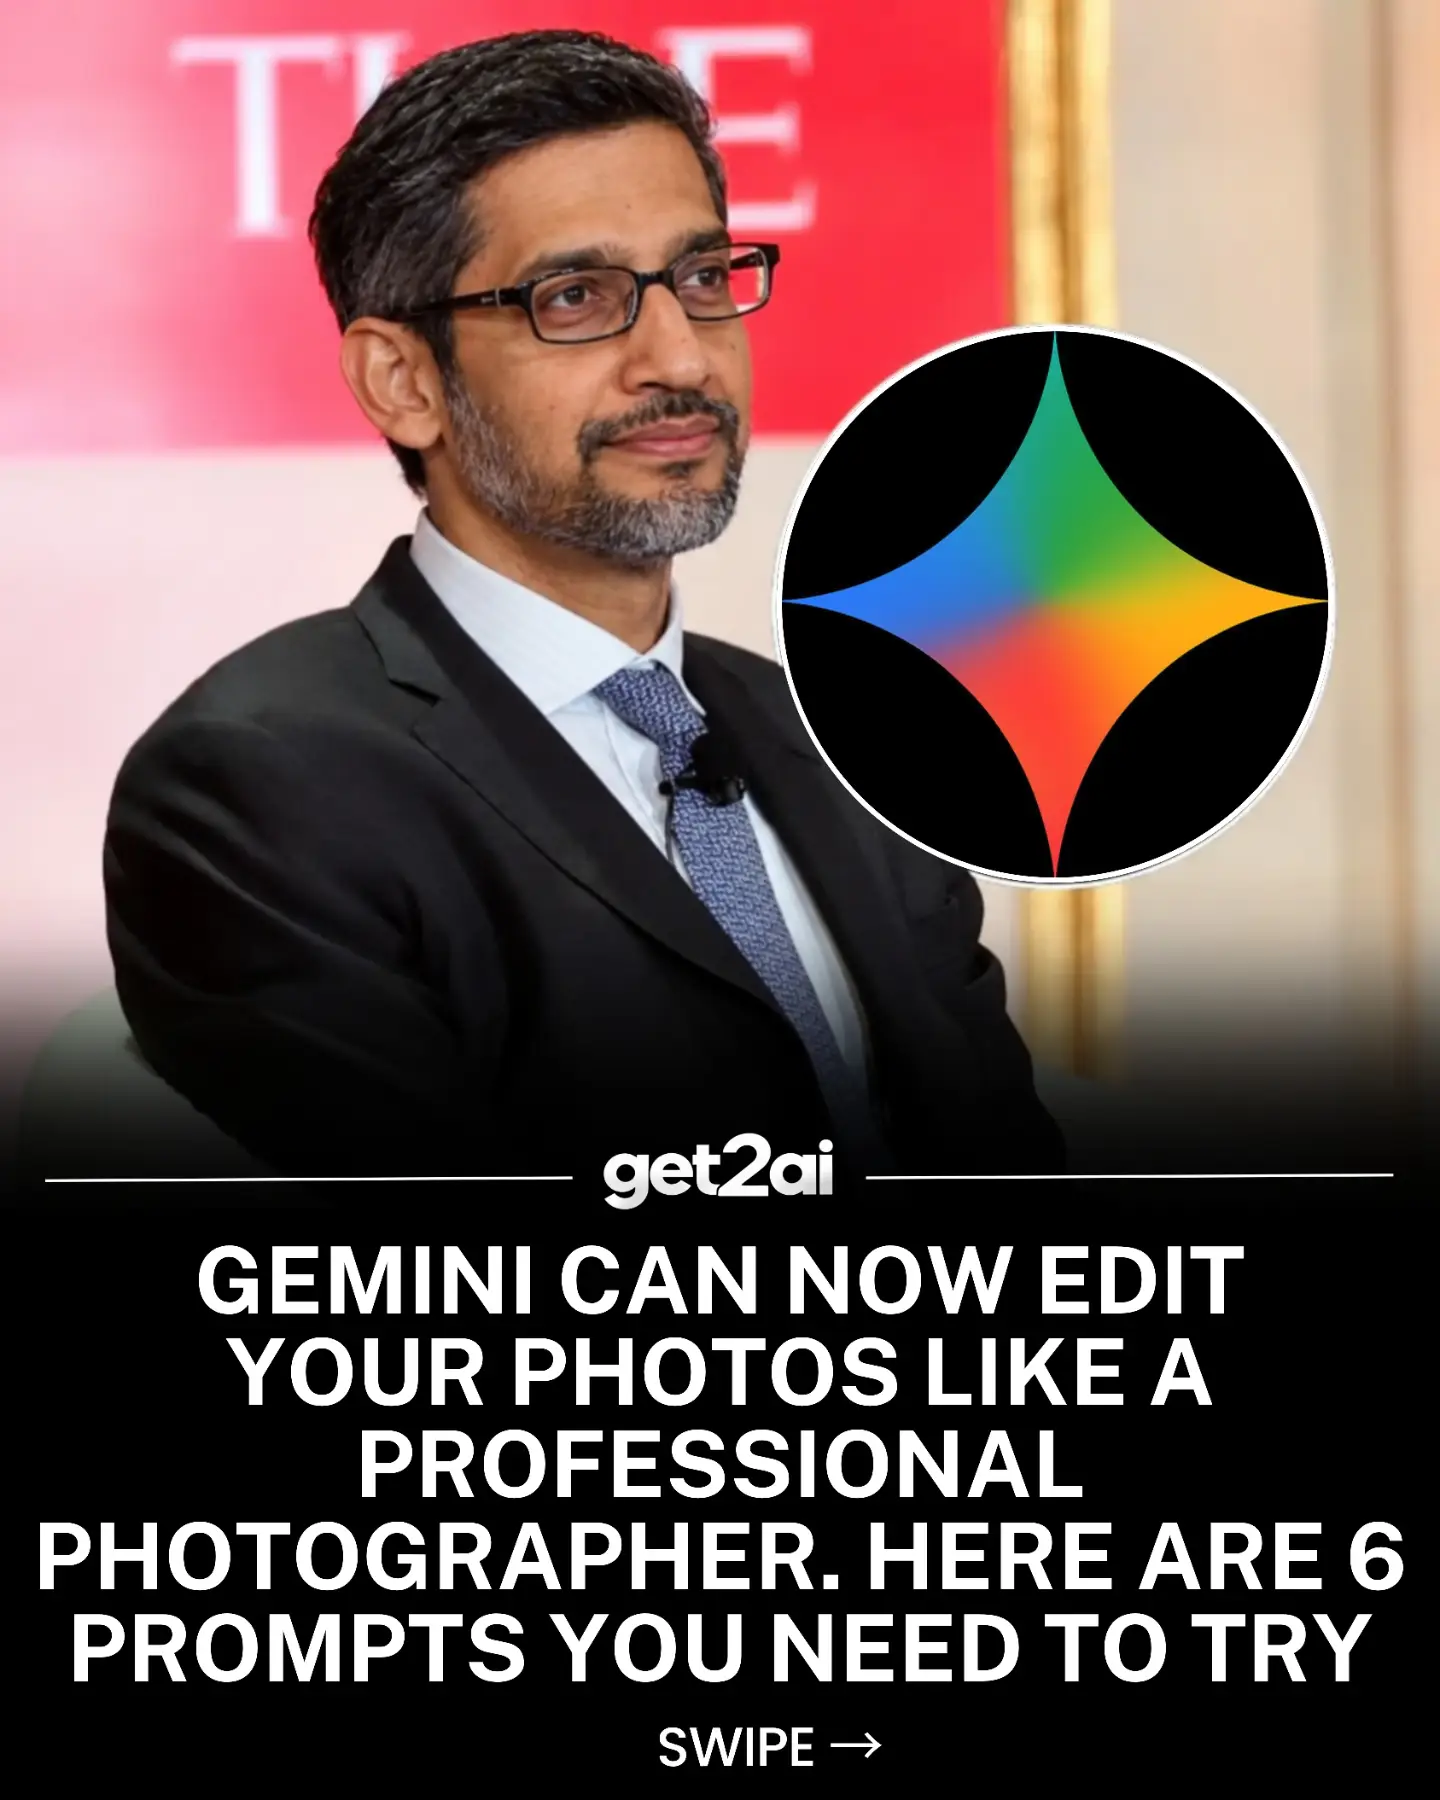 TIME
get2ai
GEMINI CAN NOW EDIT
YOUR PHOTOS LIKE A
PROFESSIONAL
PHOTOGRAPHER. HERE ARE 6
PROMPTS YOU NEED TO TRY
SWIPE →